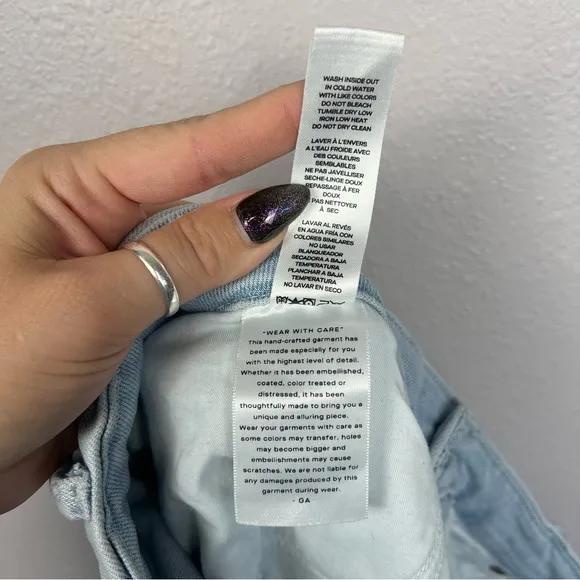 WASH INSIDE OUT
IN COLD WATER
WITH LIKE COLORS
DO NOT BLEACH
TUMBLE DRY LOW
IRON LOW HEAT
DO NOT DRY CLEAN
LAVER À L'ENVERS
A L'EAU FROIDE AVEC
DES COULEURS
SEMBLABLES
NE PAS JAVELLISER
SECHE-LINGE DOUX
REPASSAGE À FER
DOUX
PAS NETTOYER
À SEC
LAVAR AL REVÉS
EN AGUA FRÍA CON
COLORES SIMILARES
NO USAR
BLANQUEADOR
SECADORA A BAJA
TEMPERATURA
PLANCHAR A BAJA
TEMPERATURA
NO LAVAR EN SECO
"WEAR WITH CARE"
This hand-crafted garment has
been made especially for you
with the highest level of detail.
Whether it has been embellished,
coated, color treated or
distressed, it has been
thoughtfully made to bring you a
unique and alluring piece.
Wear your garments with care as
some colors may transfer, holes
may become bigger and
embellishments may cause
scratches. We are not liable for
any damages produced by this
garment during wear.
- GA